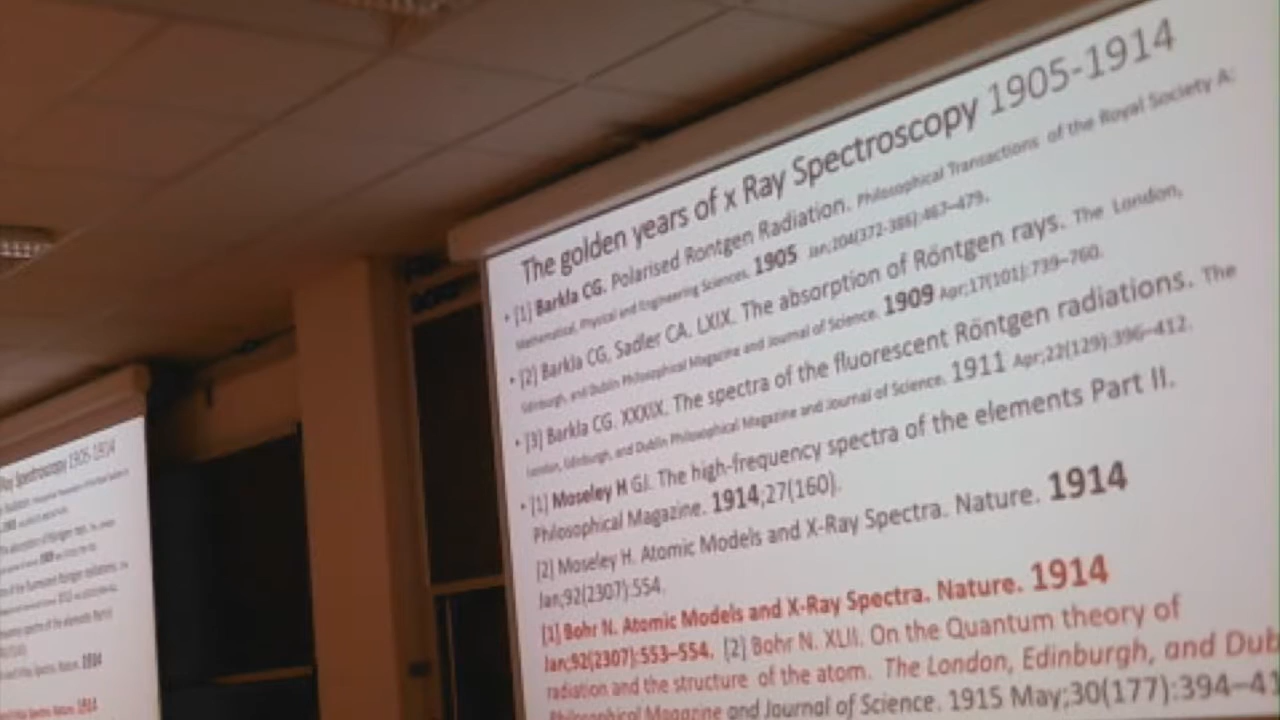 The golden years of x Ray Spectroscopy 1905-1914
• [1] Barkla CG. Polarised Rontgen Radiation. Philosophical Transactions of the Royal Society A:
Mathematical, Physical and Engineering Sciences. 1905 Jan;204(372-386):467–479.
• [2] Barkla CG, Sadler CA. LXIX. The absorption of Röntgen rays. The London,
Edinburgh, and Dublin Philosophical Magazine and Journal of Science. 1909 Apr;17(101):739–760.
• [3] Barkla CG. XXXIX. The spectra of the fluorescent Röntgen radiations. The
London, Edinburgh, and Dublin Philosophical Magazine and Journal of Science. 1911 Apr;22(129):396–412.
• [1] Moseley H GJ. The high-frequency spectra of the elements Part II.
Philosophical Magazine. 1914;27(160).
[2] Moseley H. Atomic Models and X-Ray Spectra. Nature. 1914
Jan;92(2307):554.
[1] Bohr N. Atomic Models and X-Ray Spectra. Nature. 1914
Jan;92(2307):553–554. [2] Bohr N. XLII. On the Quantum theory of
radiation and the structure of the atom. The London, Edinburgh, and Dub
Philosophical Magazine and Journal of Science. 1915 May;30(177):394–41
Ray Spectroscopy 1905-1914
1914
1914